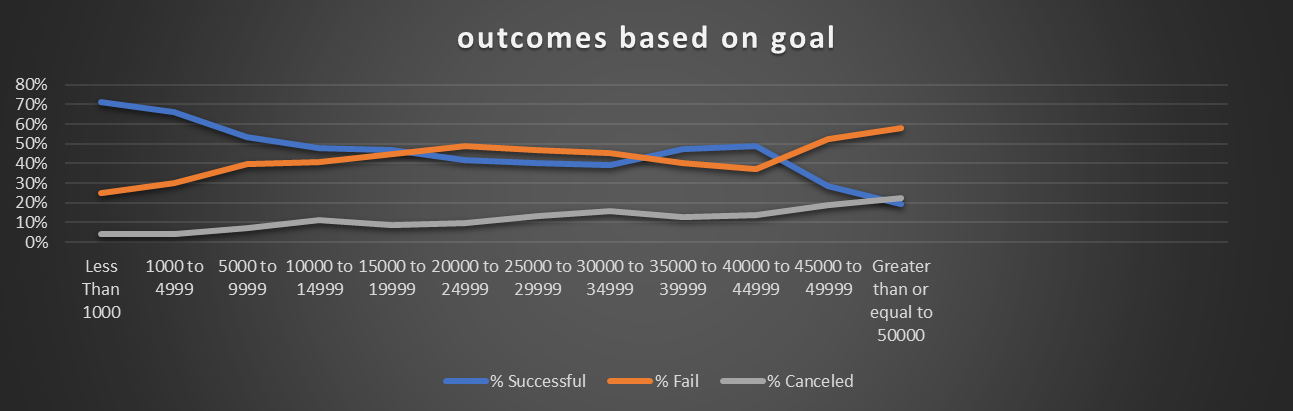 outcomes based on goal
80%
70%
60%
50%
40%
30%
20%
10%
0%
Less
Than
1000
1000 to
4999
5000 to
9999
10000 to
14999
15000 to
19999
20000 to
24999
25000 to
29999
30000 to
34999
35000 to
39999
40000 to
44999
45000 to
49999
Greater
than or
equal to
50000
% Successful
% Fail
% Canceled